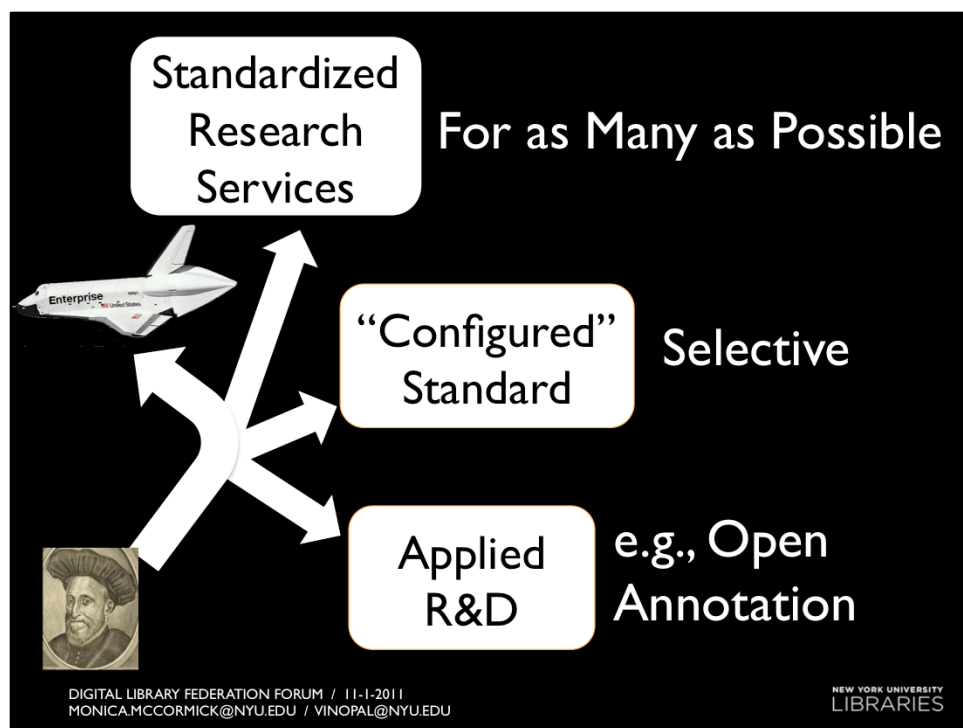 Standardized
Research
Services
For as Many as Possible
Enterprise
United States
“Configured”
Standard
Selective
Applied
R&D
e.g., Open
Annotation
DIGITAL LIBRARY FEDERATION FORUM / 11-1-2011
MONICA.MCCORMICK@NYU.EDU / VINOPAL@NYU.EDU
NEW YORK UNIVERSITY
LIBRARIES